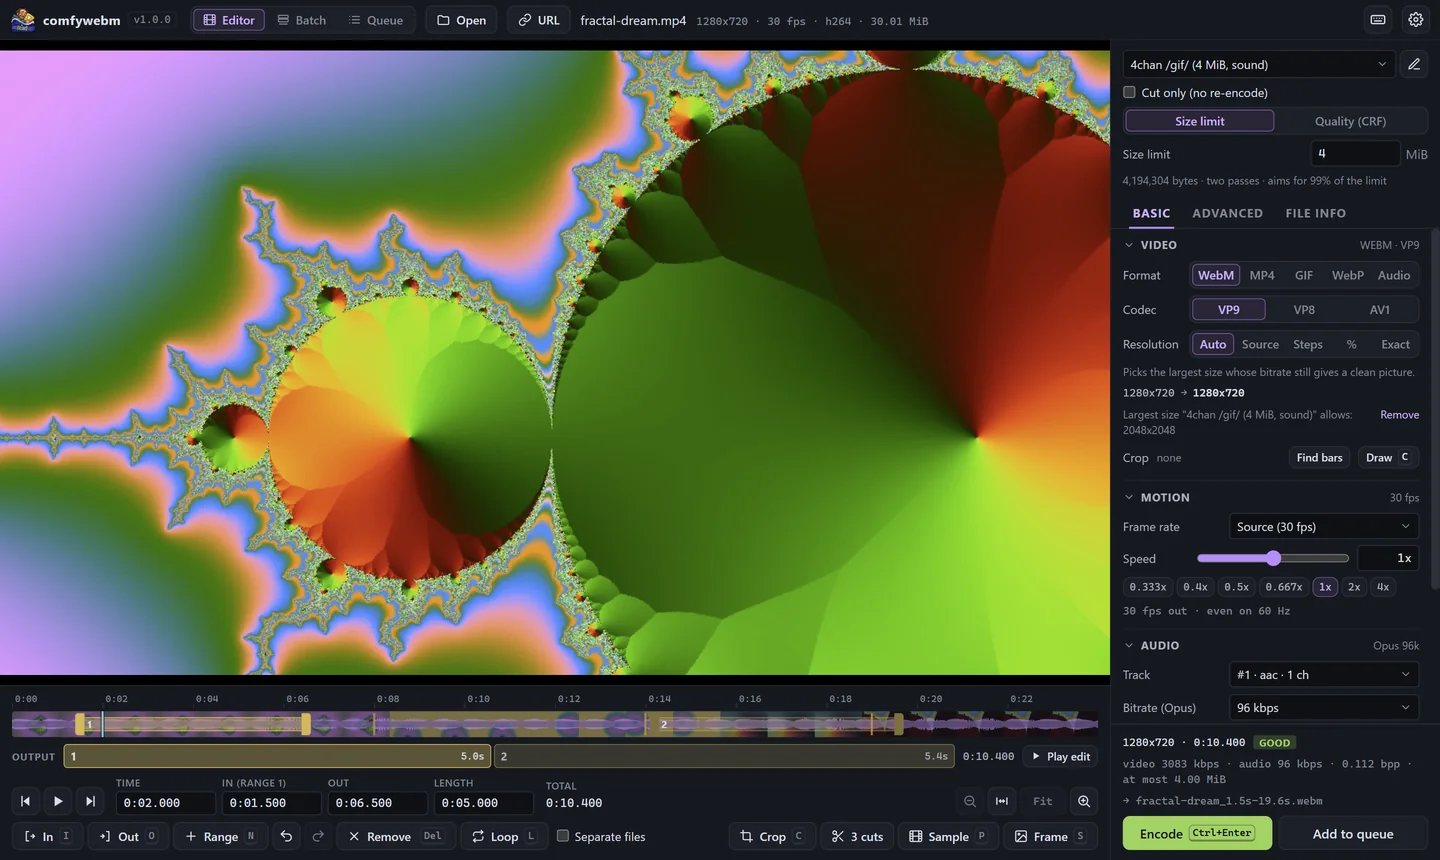 comfywebm v1.0.0 Editor Batch Queue Open URL fractal-dream.mp4 1280x720 · 30 fps · h264 · 30.01 MiB
4chan /gif/ (4 MiB, sound)
Cut only (no re-encode)
Size limit Quality (CRF)
Size limit 4 MiB
4,194,304 bytes · two passes · aims for 99% of the limit
BASIC ADVANCED FILE INFO
VIDEO WEBM · VP9
Format WebM MP4 GIF WebP Audio
Codec VP9 VP8 AV1
Resolution Auto Source Steps % Exact
Picks the largest size whose bitrate still gives a clean picture.
1280x720 → 1280x720
Largest size "4chan /gif/ (4 MiB, sound)" allows: Remove
2048x2048
Crop none Find bars Draw C
MOTION 30 fps
Frame rate Source (30 fps)
Speed 1x
0.333x 0.4x 0.5x 0.667x 1x 2x 4x
30 fps out · even on 60 Hz
AUDIO Opus 96k
Track #1 · aac · 1 ch
Bitrate (Opus) 96 kbps
1280x720 · 0:10.400 GOOD
video 3083 kbps · audio 96 kbps · 0.112 bpp ·
at most 4.00 MiB
→ fractal-dream_1.5s-19.6s.webm
Encode Ctrl+Enter Add to queue
0:00 0:02 0:04 0:06 0:08 0:10 0:12 0:14 0:16 0:18 0:20 0:22
1 2
OUTPUT 1 5.0s 2 5.4s 0:10.400 Play edit
TIME IN (RANGE 1) OUT LENGTH TOTAL
0:02.000 0:01.500 0:06.500 0:05.000 0:10.400 Fit
In I Out O Range N Remove Del Loop L Separate files Crop C 3 cuts Sample P Frame S